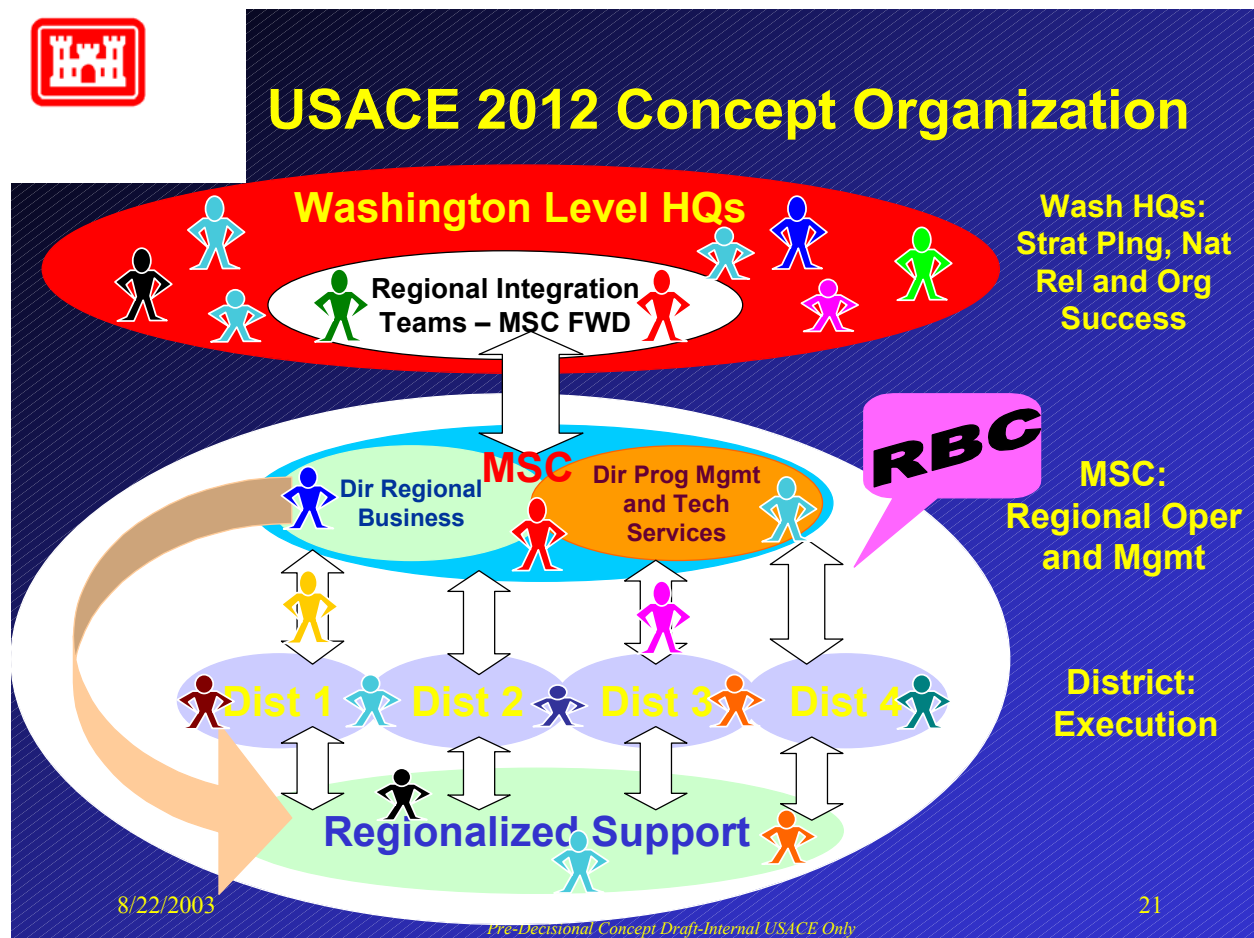 USACE 2012 Concept Organization
Washington Level HQs
Regional Integration
Teams – MSC FWD
Wash HQs:
Strat Plng, Nat
Rel and Org
Success
RBC
MSC
Dir Regional
Business
Dir Prog Mgmt
and Tech
Services
MSC:
Regional Oper
and Mgmt
Dist 1
Dist 2
Dist 3
Dist 4
District:
Execution
Regionalized Support
8/22/2003
Pre-Decisional Concept Draft-Internal USACE Only
21